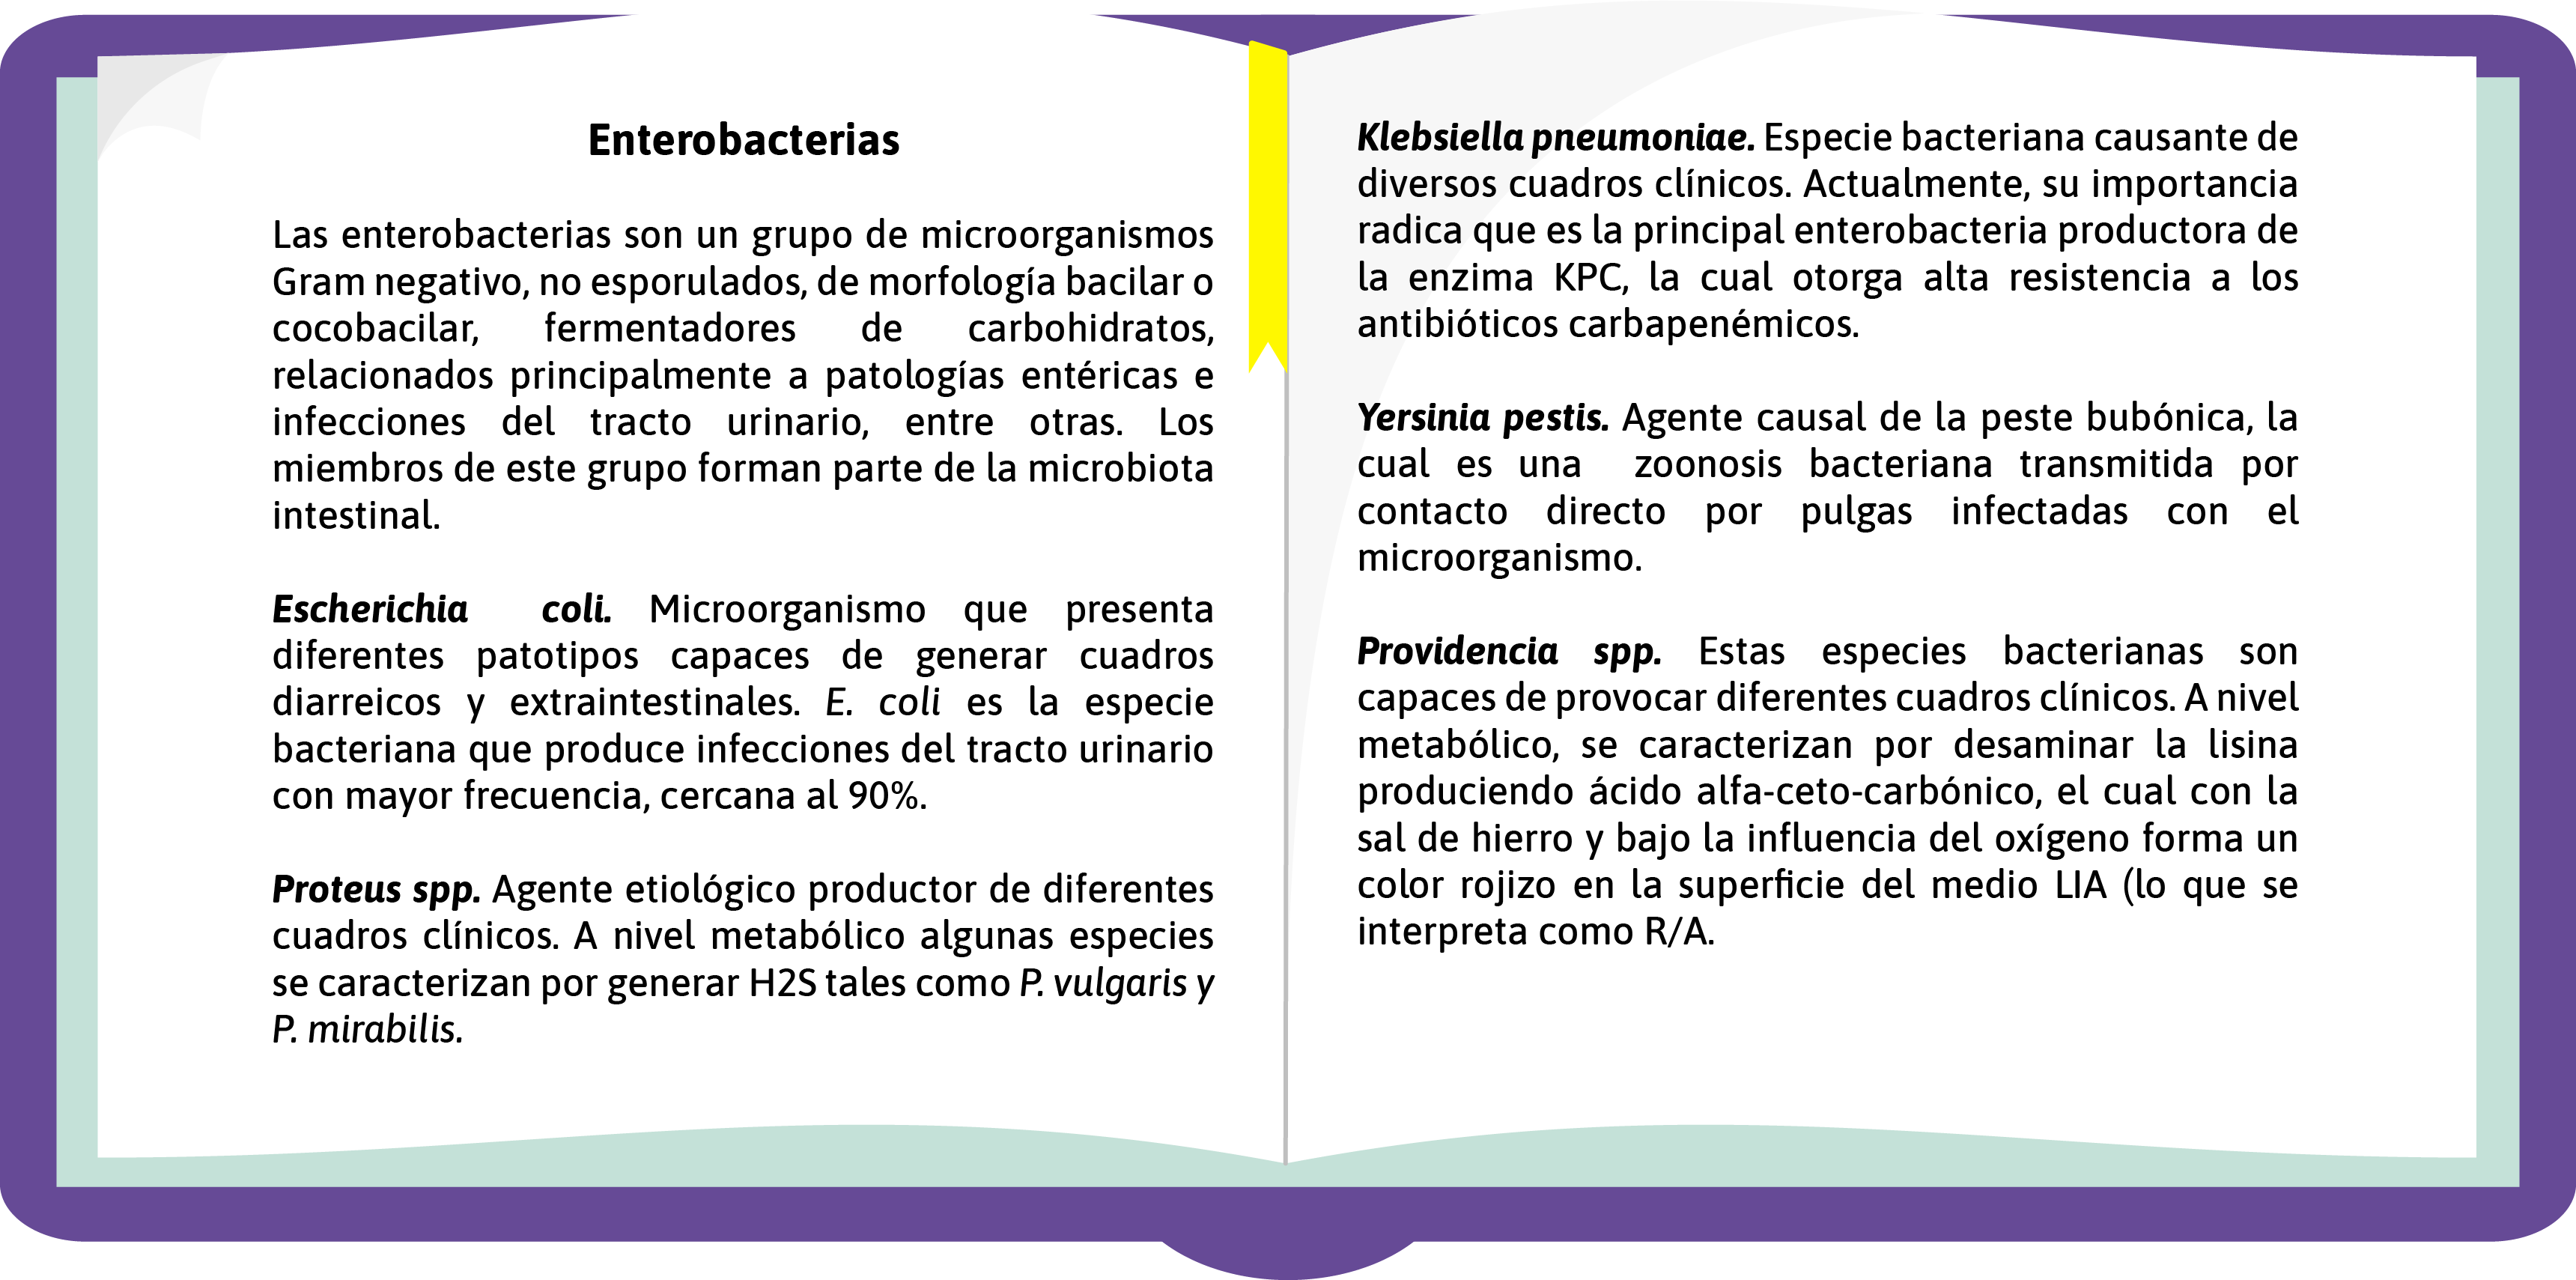 Enterobacterias
Las enterobacterias son un grupo de microorganismos
Gram negativo, no esporulados, de morfología bacilar o
cocobacilar, fermentadores de carbohidratos,
relacionados principalmente a patologías entéricas e
infecciones del tracto urinario, entre otras. Los
miembros de este grupo forman parte de la microbiota
intestinal.
Escherichia coli. Microorganismo que presenta
diferentes patotipos capaces de generar cuadros
diarreicos y extraintestinales. E. coli es la especie
bacteriana que produce infecciones del tracto urinario
con mayor frecuencia, cercana al 90%.
Proteus spp. Agente etiológico productor de diferentes
cuadros clínicos. A nivel metabólico algunas especies
se caracterizan por generar H2S tales como P. vulgaris y
P. mirabilis.
Klebsiella pneumoniae. Especie bacteriana causante de
diversos cuadros clínicos. Actualmente, su importancia
radica que es la principal enterobacteria productora de
la enzima KPC, la cual otorga alta resistencia a los
antibióticos carbapenémicos.
Yersinia pestis. Agente causal de la peste bubónica, la
cual es una zoonosis bacteriana transmitida por
contacto directo por pulgas infectadas con el
microorganismo.
Providencia spp. Estas especies bacterianas son
capaces de provocar diferentes cuadros clínicos. A nivel
metabólico, se caracterizan por desaminar la lisina
produciendo ácido alfa-ceto-carbónico, el cual con la
sal de hierro y bajo la influencia del oxígeno forma un
color rojizo en la superficie del medio LIA (lo que se
interpreta como R/A.